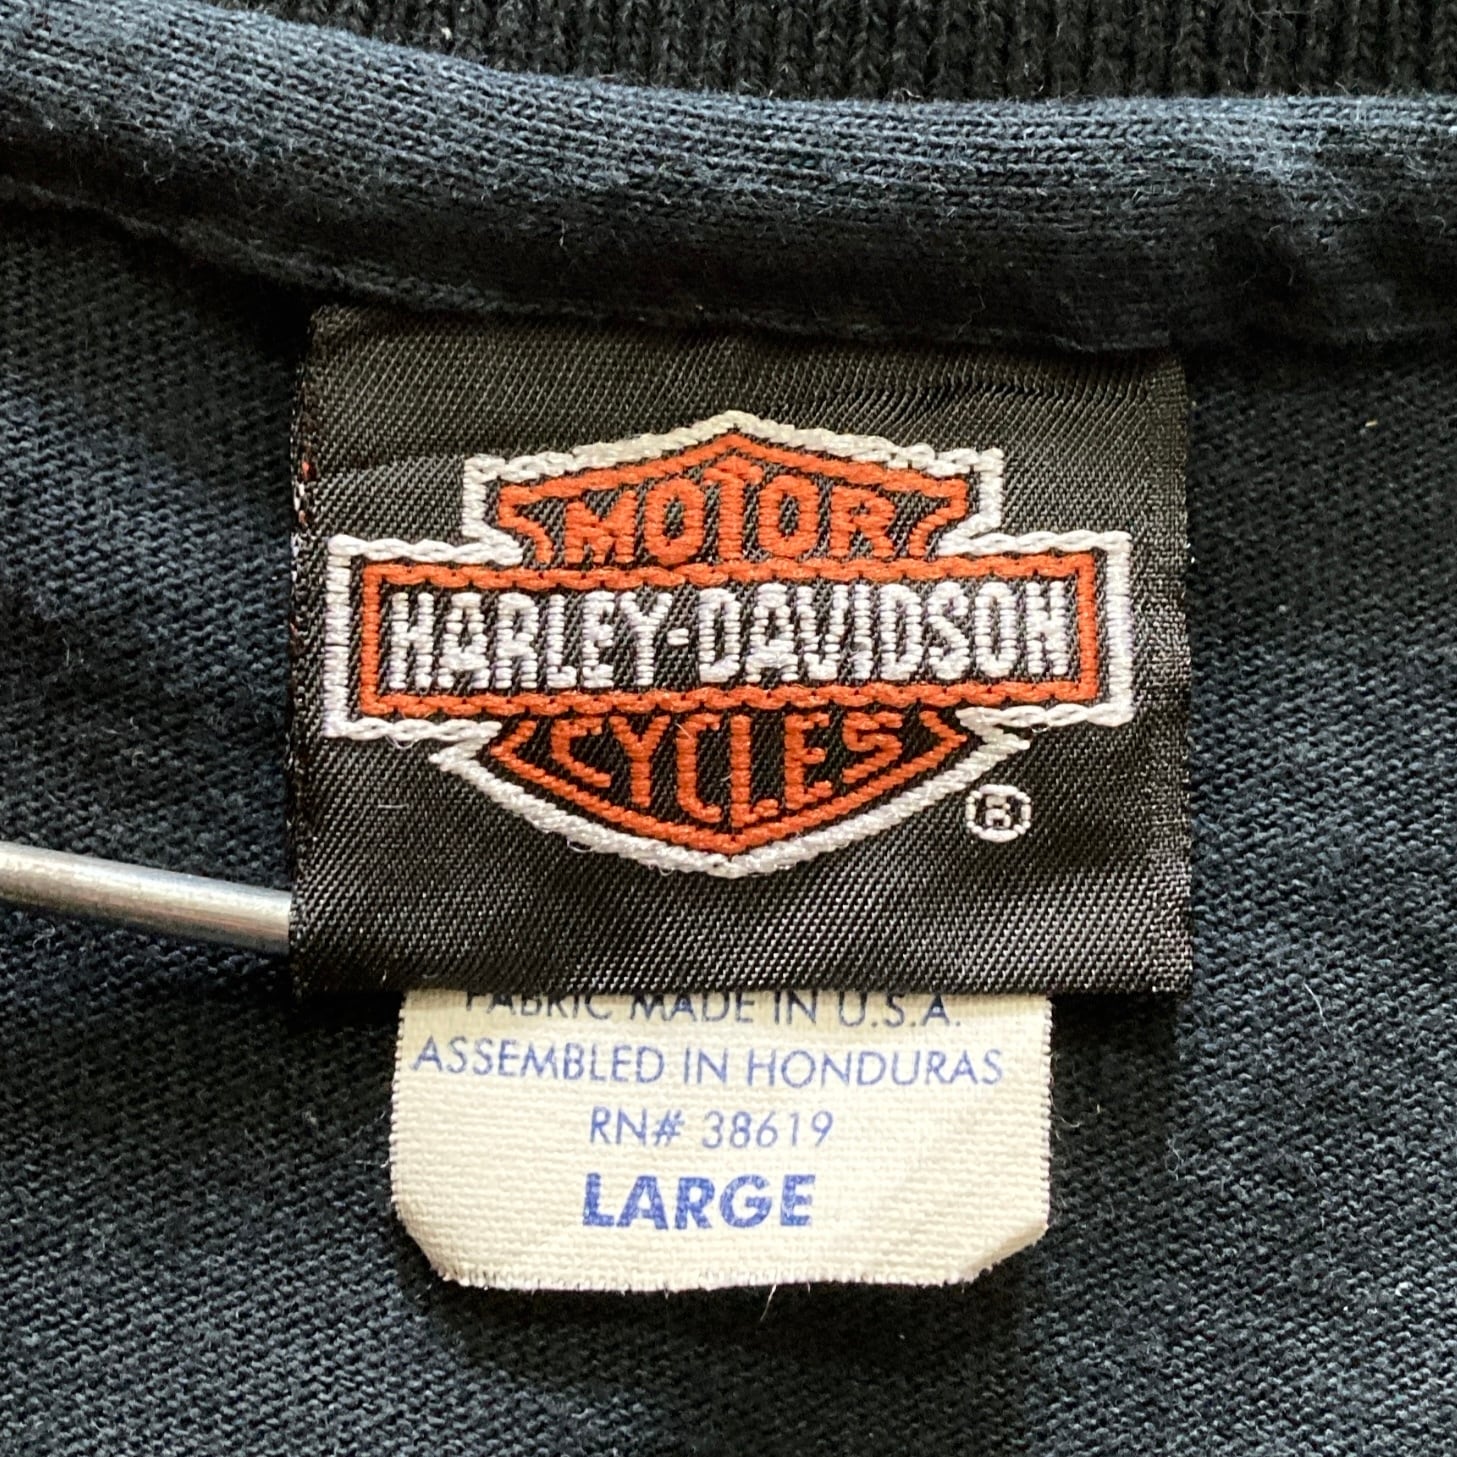 MOTOR
HARLEY-DAVIDSON
CYCLES
®
FABRIC MADE IN U.S.A.
ASSEMBLED IN HONDURAS
RN# 38619
LARGE